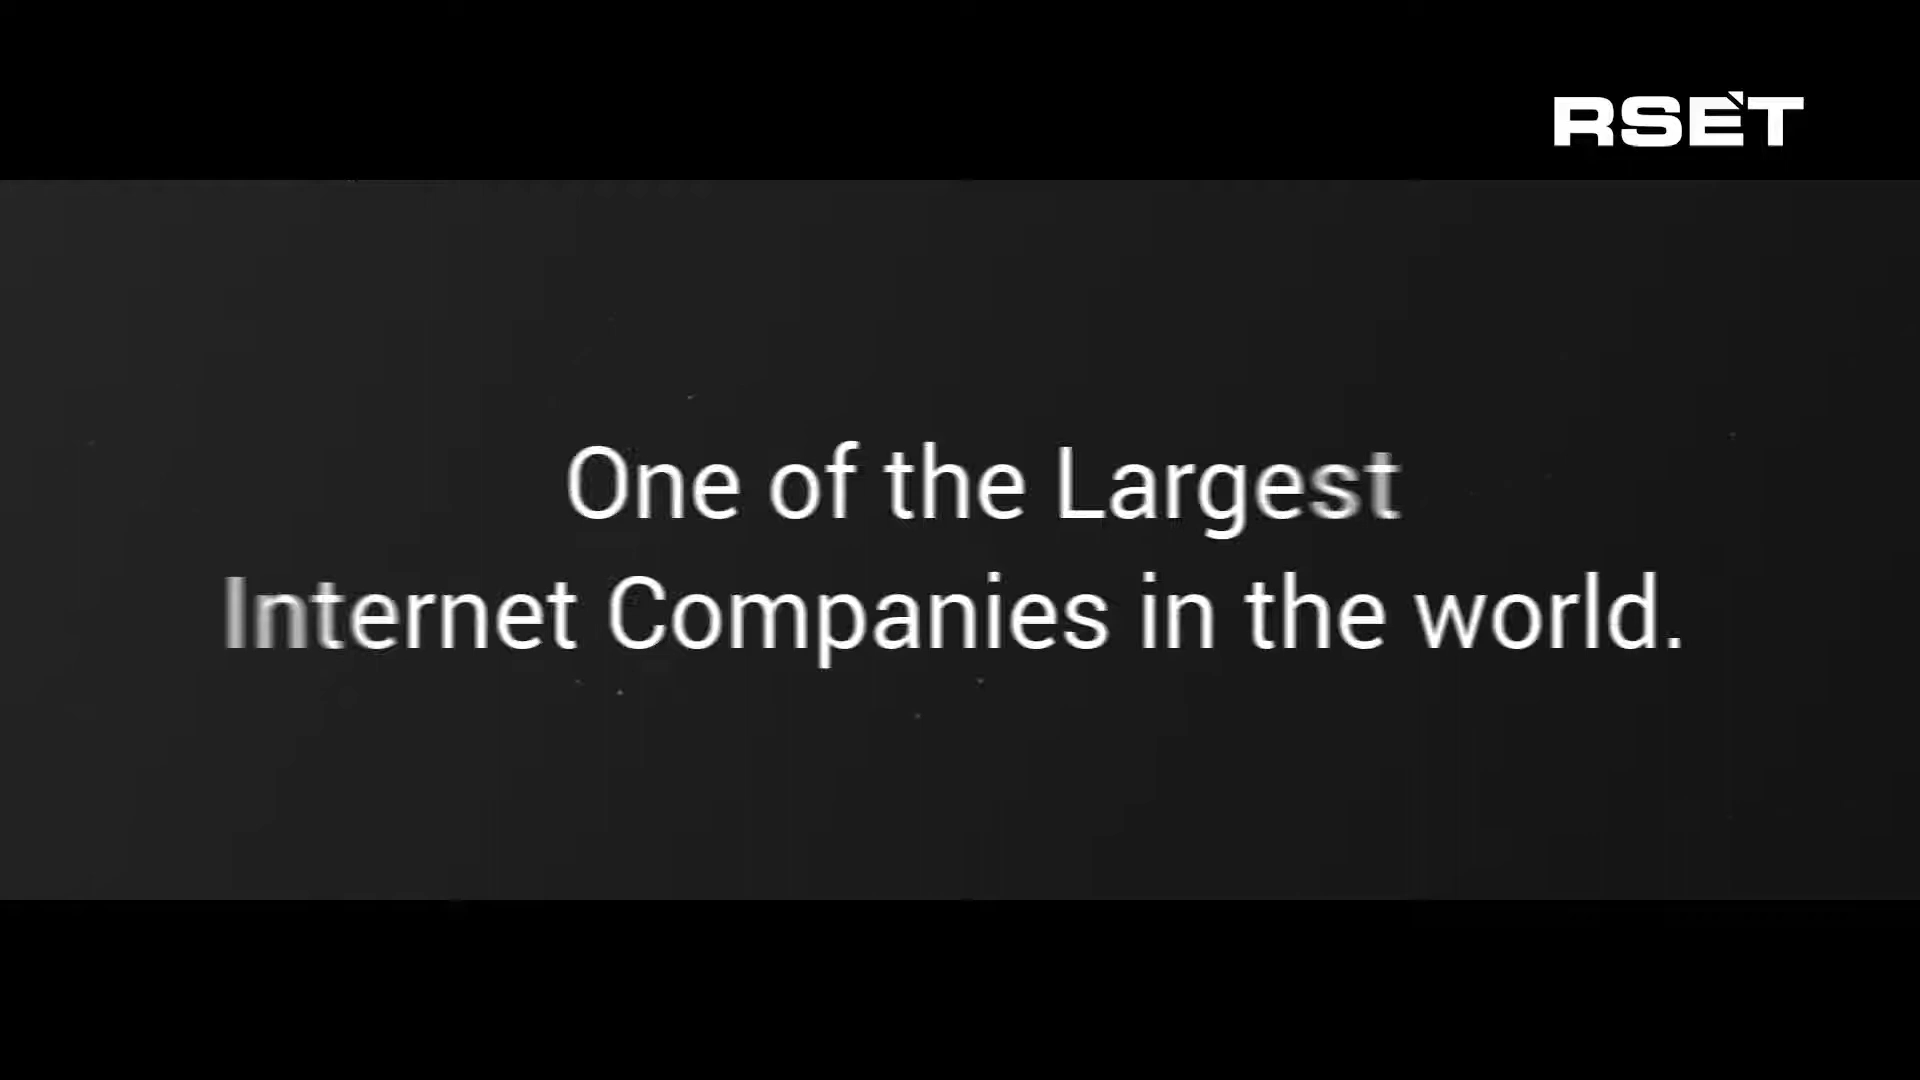 RSET
One of the Largest
Internet Companies in the world.